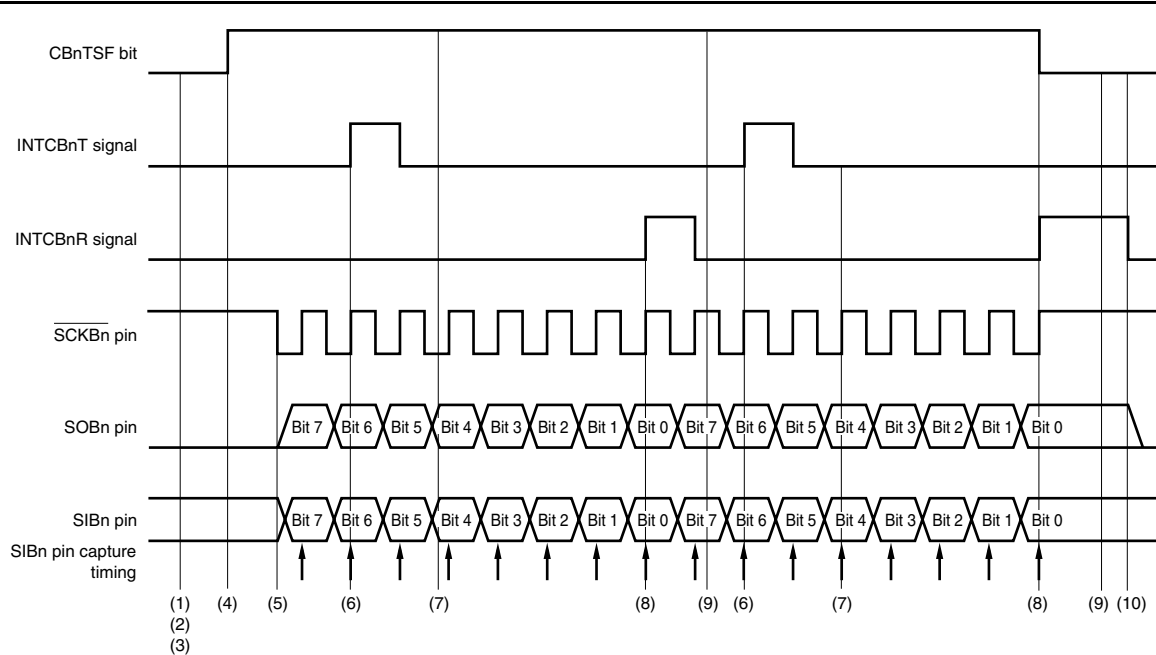 CBnTSF bit
INTCBnT signal
INTCBnR signal
SCKBn pin
SOBn pin
Bit 7 Bit 6 Bit 5 Bit 4 Bit 3 Bit 2 Bit 1 Bit 0 Bit 7 Bit 6 Bit 5 Bit 4 Bit 3 Bit 2 Bit 1 Bit 0
SIBn pin
Bit 7 Bit 6 Bit 5 Bit 4 Bit 3 Bit 2 Bit 1 Bit 0 Bit 7 Bit 6 Bit 5 Bit 4 Bit 3 Bit 2 Bit 1 Bit 0
SIBn pin capture
timing
(1) (4) (5) (6) (7) (8) (9) (6) (7) (8) (9) (10)
(2)
(3)